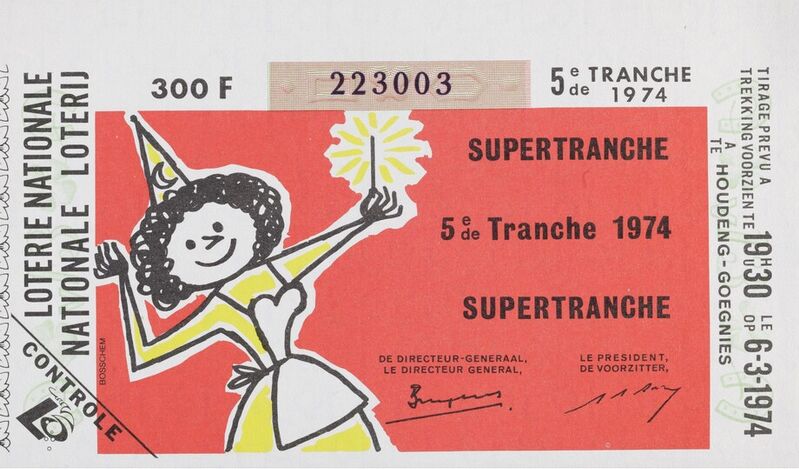 LOTERIE NATIONALE
NATIONALE LOTERIJ
CONTROLE
BOSSCHEM
300 F
223003
5e/de TRANCHE
1974
SUPERTRANCHE
5e/de Tranche 1974
SUPERTRANCHE
DE DIRECTEUR-GENERAAL,
LE DIRECTEUR GENERAL,
LE PRESIDENT,
DE VOORZITTER,
TIRAGE PREVU A
TREKKING VOORZIEN TE
A
TE HOUDENG-GOEGNIES
19H30 LE
U OP 6-3-1974